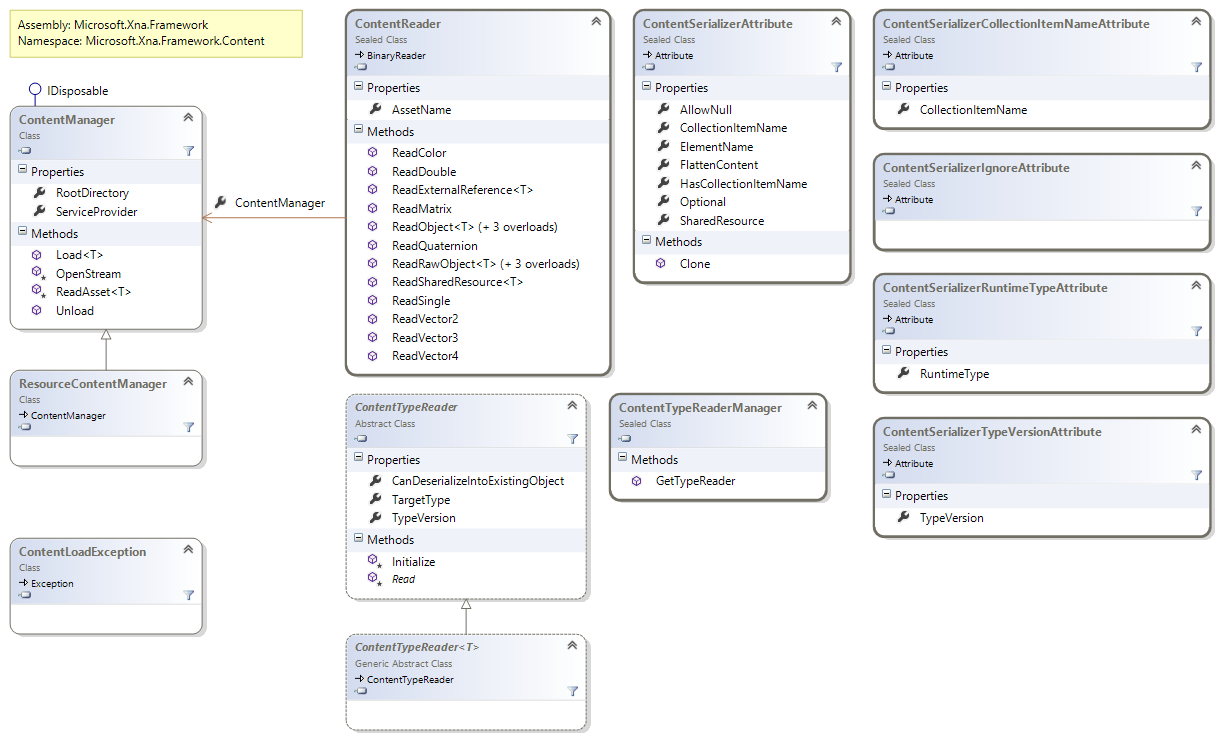 Assembly: Microsoft.Xna.Framework
Namespace: Microsoft.Xna.Framework.Content
IDisposable
ContentManager
Class
Properties
RootDirectory
ServiceProvider
Methods
Load<T>
OpenStream
ReadAsset<T>
Unload
ResourceContentManager
Class
ContentManager
ContentLoadException
Class
Exception
ContentManager
ContentReader
Sealed Class
BinaryReader
Properties
AssetName
Methods
ReadColor
ReadDouble
ReadExternalReference<T>
ReadMatrix
ReadObject<T> (+ 3 overloads)
ReadQuaternion
ReadRawObject<T> (+ 3 overloads)
ReadSharedResource<T>
ReadSingle
ReadVector2
ReadVector3
ReadVector4
ContentTypeReader
Abstract Class
Properties
CanDeserializeIntoExistingObject
TargetType
TypeVersion
Methods
Initialize
Read
ContentTypeReader<T>
Generic Abstract Class
ContentTypeReader
ContentSerializerAttribute
Sealed Class
Attribute
Properties
AllowNull
CollectionItemName
ElementName
FlattenContent
HasCollectionItemName
Optional
SharedResource
Methods
Clone
ContentTypeReaderManager
Sealed Class
Methods
GetTypeReader
ContentSerializerCollectionItemNameAttribute
Sealed Class
Attribute
Properties
CollectionItemName
ContentSerializerIgnoreAttribute
Sealed Class
Attribute
ContentSerializerRuntimeTypeAttribute
Sealed Class
Attribute
Properties
RuntimeType
ContentSerializerTypeVersionAttribute
Sealed Class
Attribute
Properties
TypeVersion